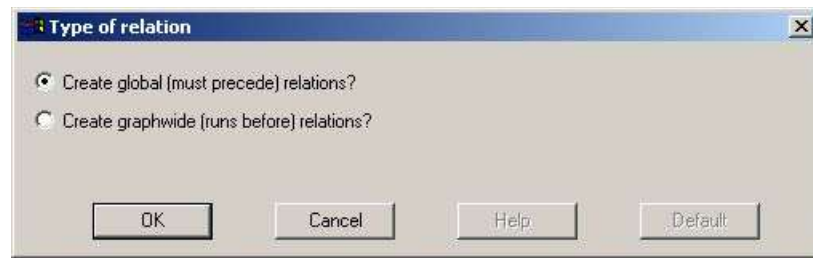 Type of relation
Create global (must precede) relations?
Create graphwide (runs before) relations?
OK Cancel Help Default